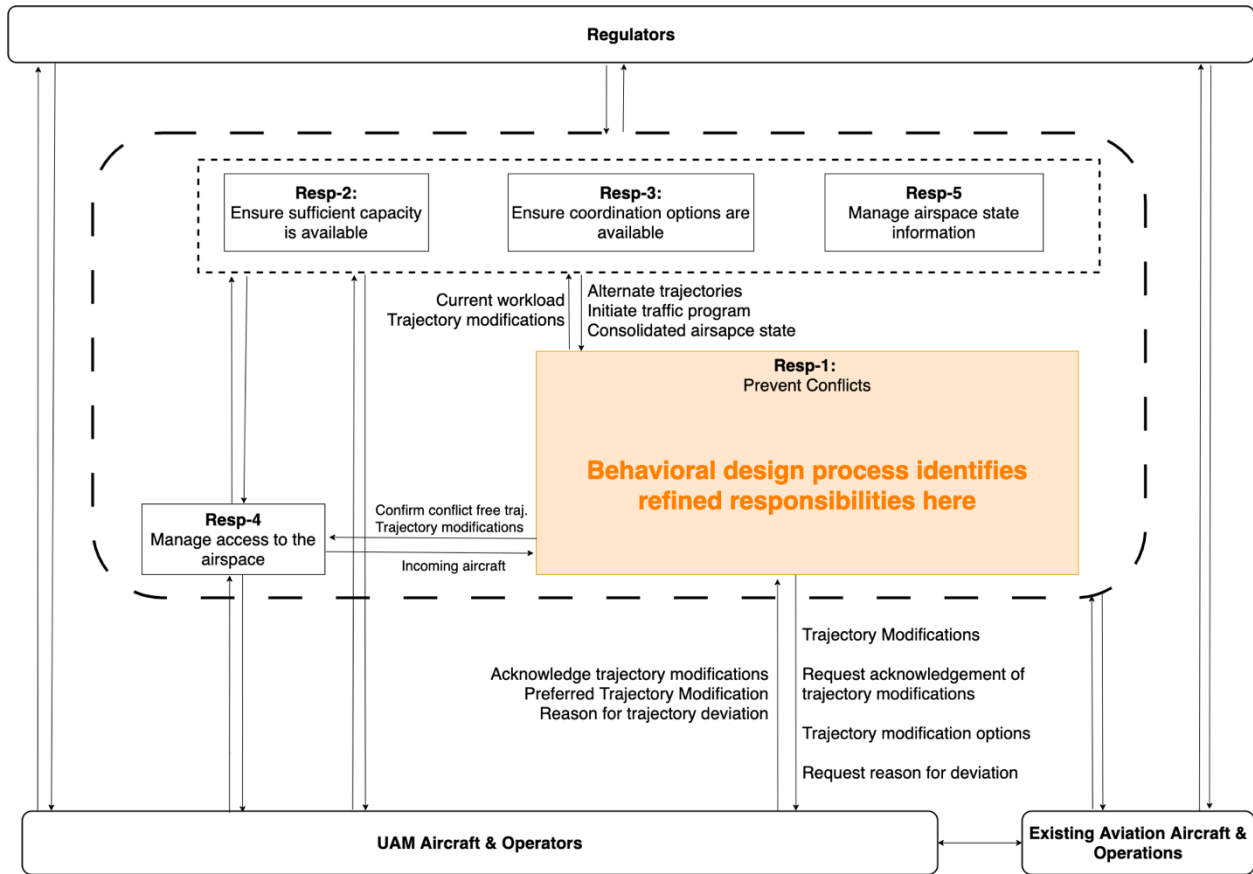 Regulators
Resp-2:
Ensure sufficient capacity
is available
Resp-3:
Ensure coordination options are
available
Resp-5
Manage airspace state
information
Current workload
Trajectory modifications
Alternate trajectories
Initiate traffic program
Consolidated airsapce state
Resp-1:
Prevent Conflicts
Behavioral design process identifies
refined responsibilities here
Resp-4
Manage access to the
airspace
Confirm conflict free traj.
Trajectory modifications
Incoming aircraft
Acknowledge trajectory modifications
Preferred Trajectory Modification
Reason for trajectory deviation
Trajectory Modifications
Request acknowledgement of
trajectory modifications
Trajectory modification options
Request reason for deviation
UAM Aircraft & Operators
Existing Aviation Aircraft &
Operations